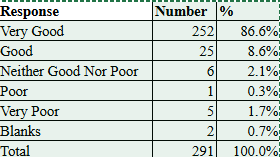 Response Number %
Very Good 252 86.6%
Good 25 8.6%
Neither Good Nor Poor 6 2.1%
Poor 1 0.3%
Very Poor 5 1.7%
Blanks 2 0.7%
Total 291 100.0%